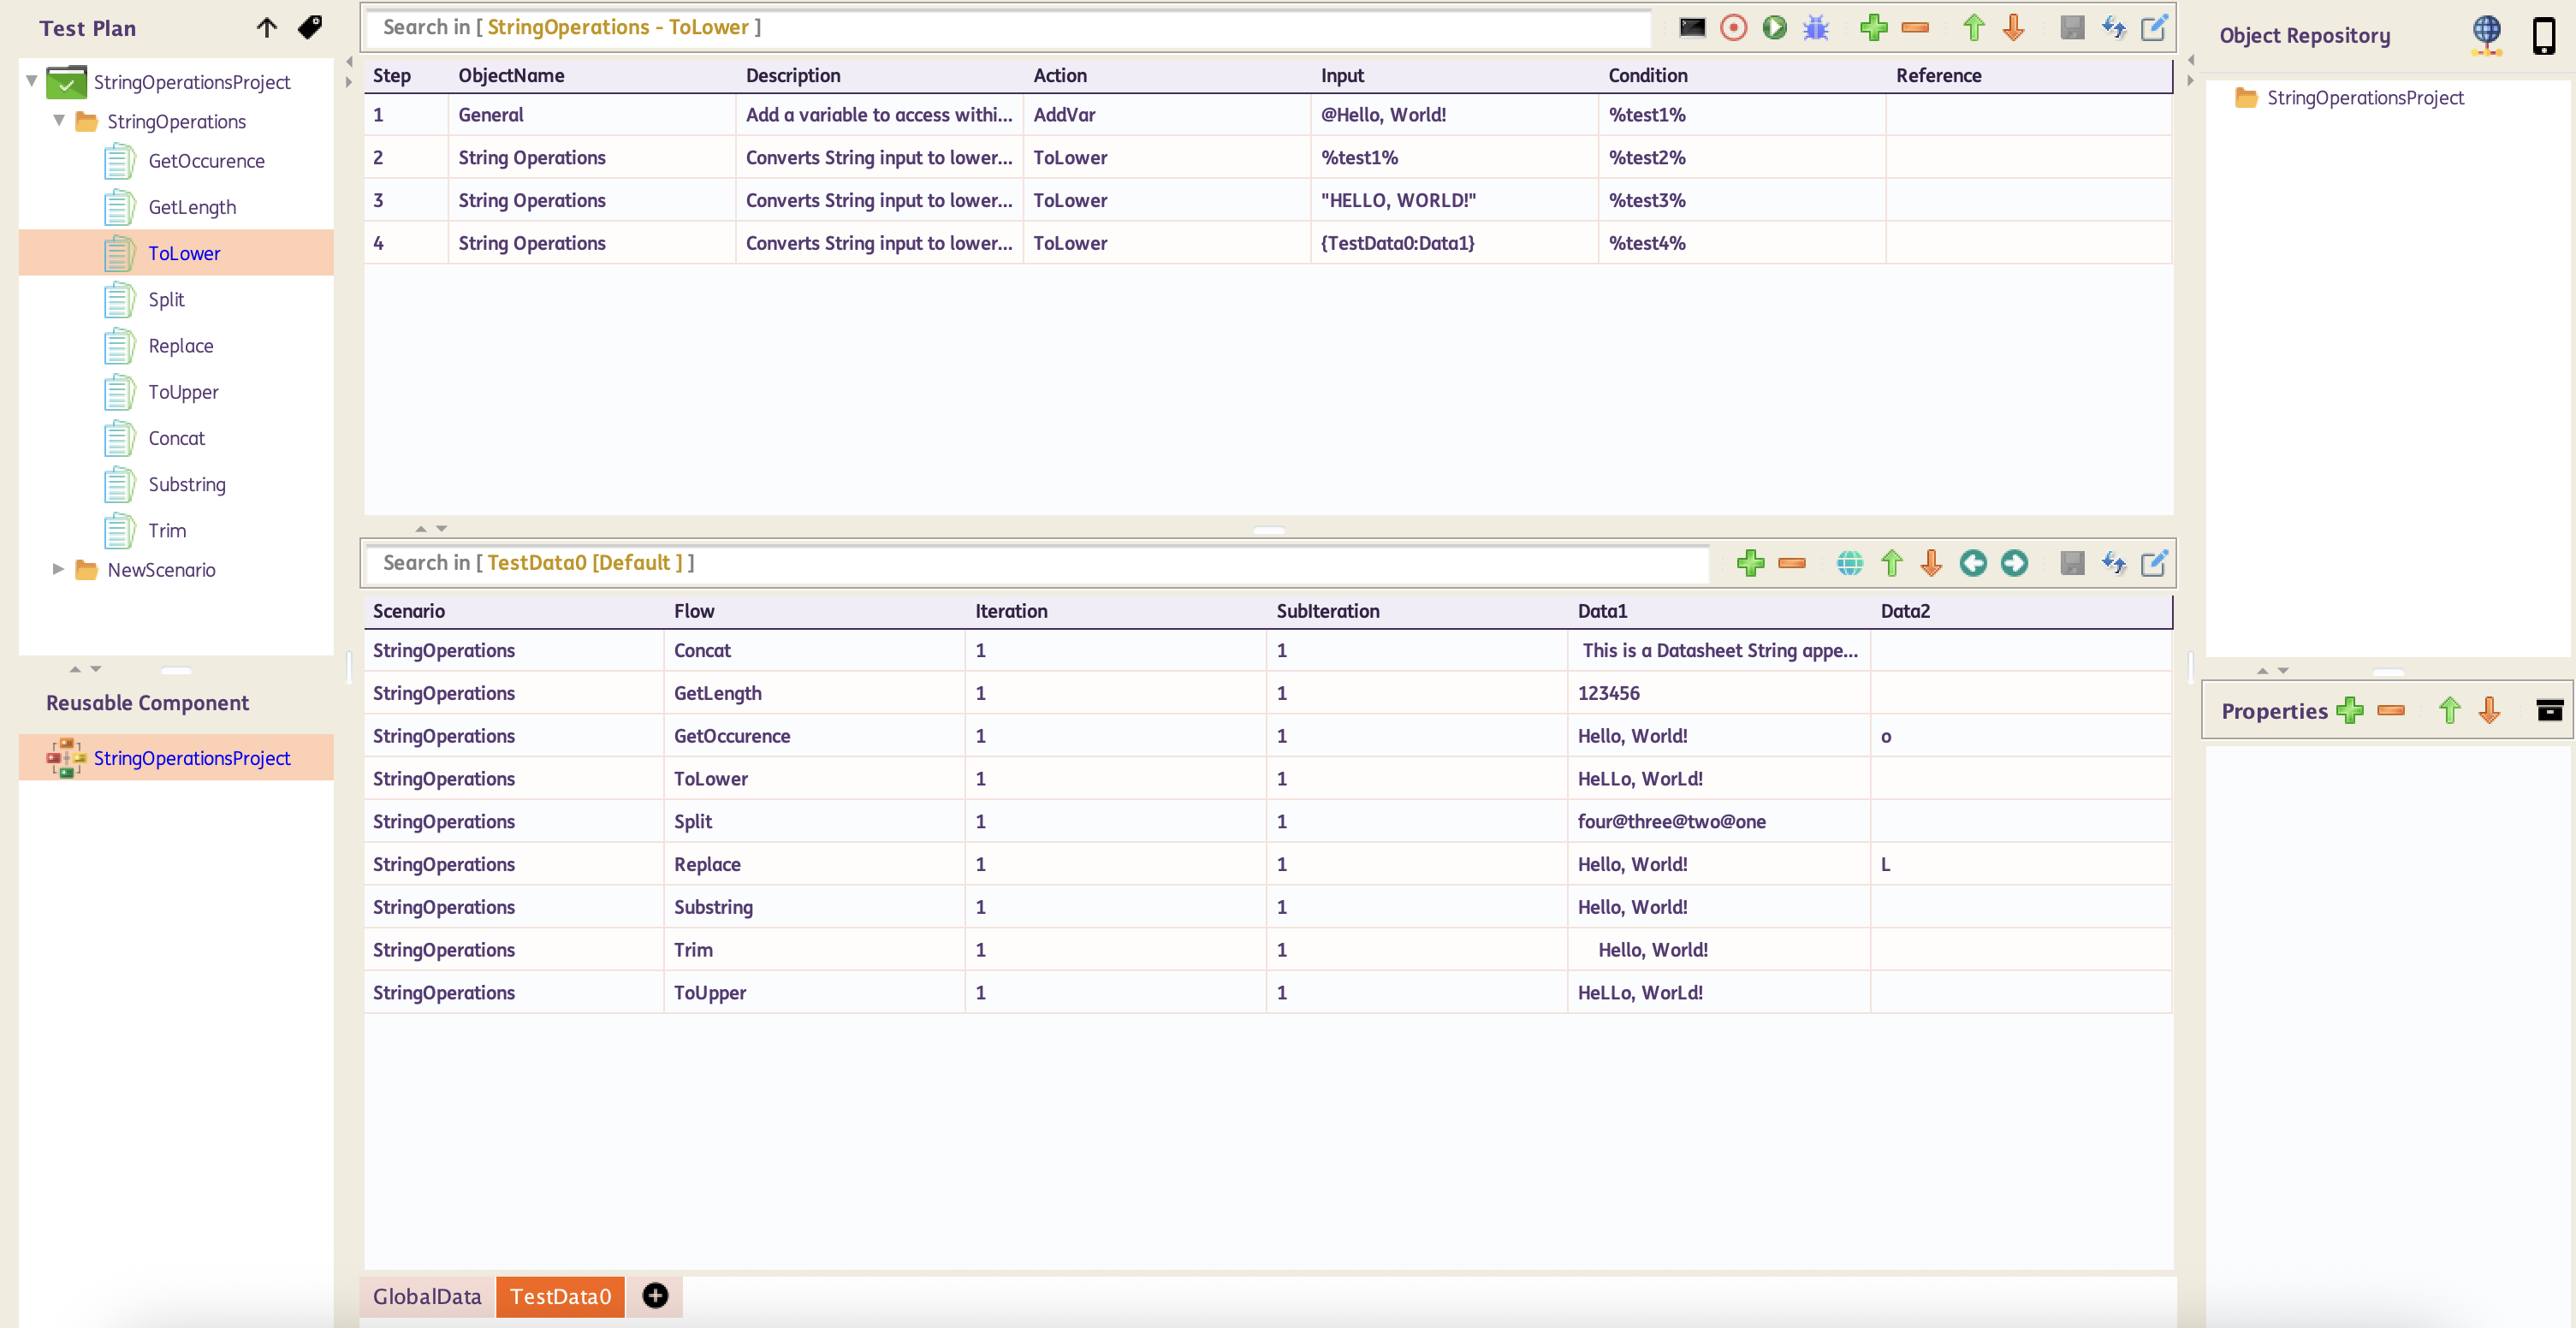 Test Plan
StringOperationsProject
StringOperations
GetOccurence
GetLength
ToLower
Split
Replace
ToUpper
Concat
Substring
Trim
NewScenario
Reusable Component
StringOperationsProject
Search in [ StringOperations - ToLower ]
Step ObjectName Description Action Input Condition Reference
1 General Add a variable to access withi... AddVar @Hello, World! %test1%
2 String Operations Converts String input to lower... ToLower %test1% %test2%
3 String Operations Converts String input to lower... ToLower "HELLO, WORLD!" %test3%
4 String Operations Converts String input to lower... ToLower {TestData0:Data1} %test4%
Search in [ TestData0 [Default ] ]
Scenario Flow Iteration SubIteration Data1 Data2
StringOperations Concat 1 1 This is a Datasheet String appe...
StringOperations GetLength 1 1 123456
StringOperations GetOccurence 1 1 Hello, World! o
StringOperations ToLower 1 1 HeLLo, WorLd!
StringOperations Split 1 1 four@three@two@one
StringOperations Replace 1 1 Hello, World! L
StringOperations Substring 1 1 Hello, World!
StringOperations Trim 1 1 Hello, World!
StringOperations ToUpper 1 1 HeLLo, WorLd!
GlobalData TestData0
Object Repository
StringOperationsProject
Properties